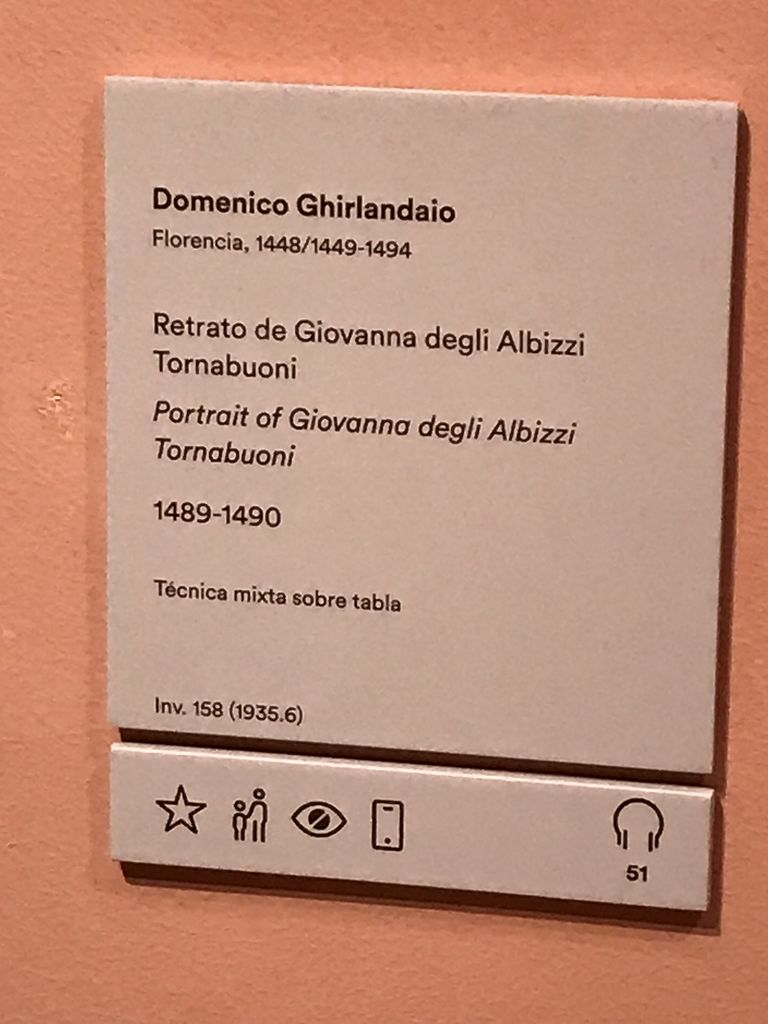 Domenico Ghirlandaio
Florencia, 1448/1449-1494
Retrato de Giovanna degli Albizzi
Tornabuoni
Portrait of Giovanna degli Albizzi
Tornabuoni
1489-1490
Técnica mixta sobre tabla
Inv. 158 (1935.6)
51